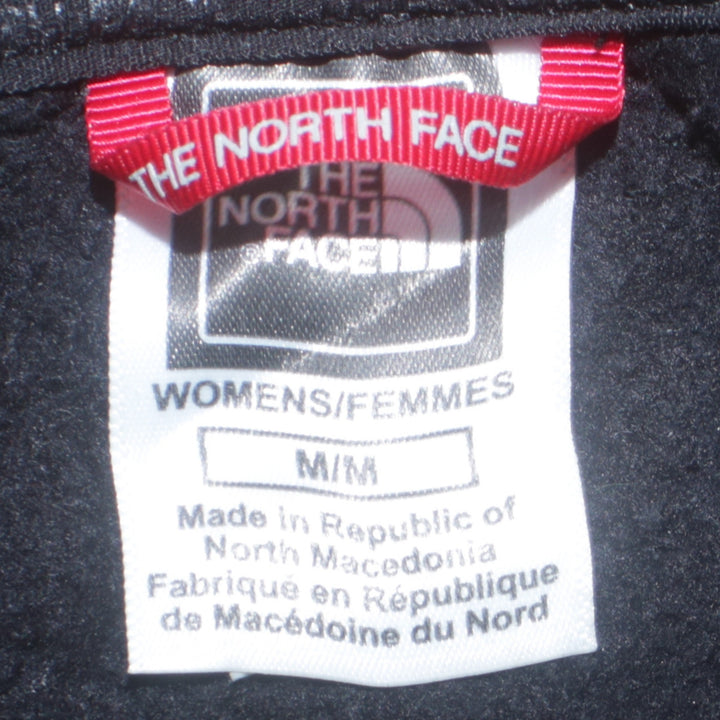 THE NORTH FACE
THE
NORTH
FACE
WOMENS/FEMMES
M/M
Made in Republic of
North Macedonia
Fabriqué en République
de Macédoine du Nord